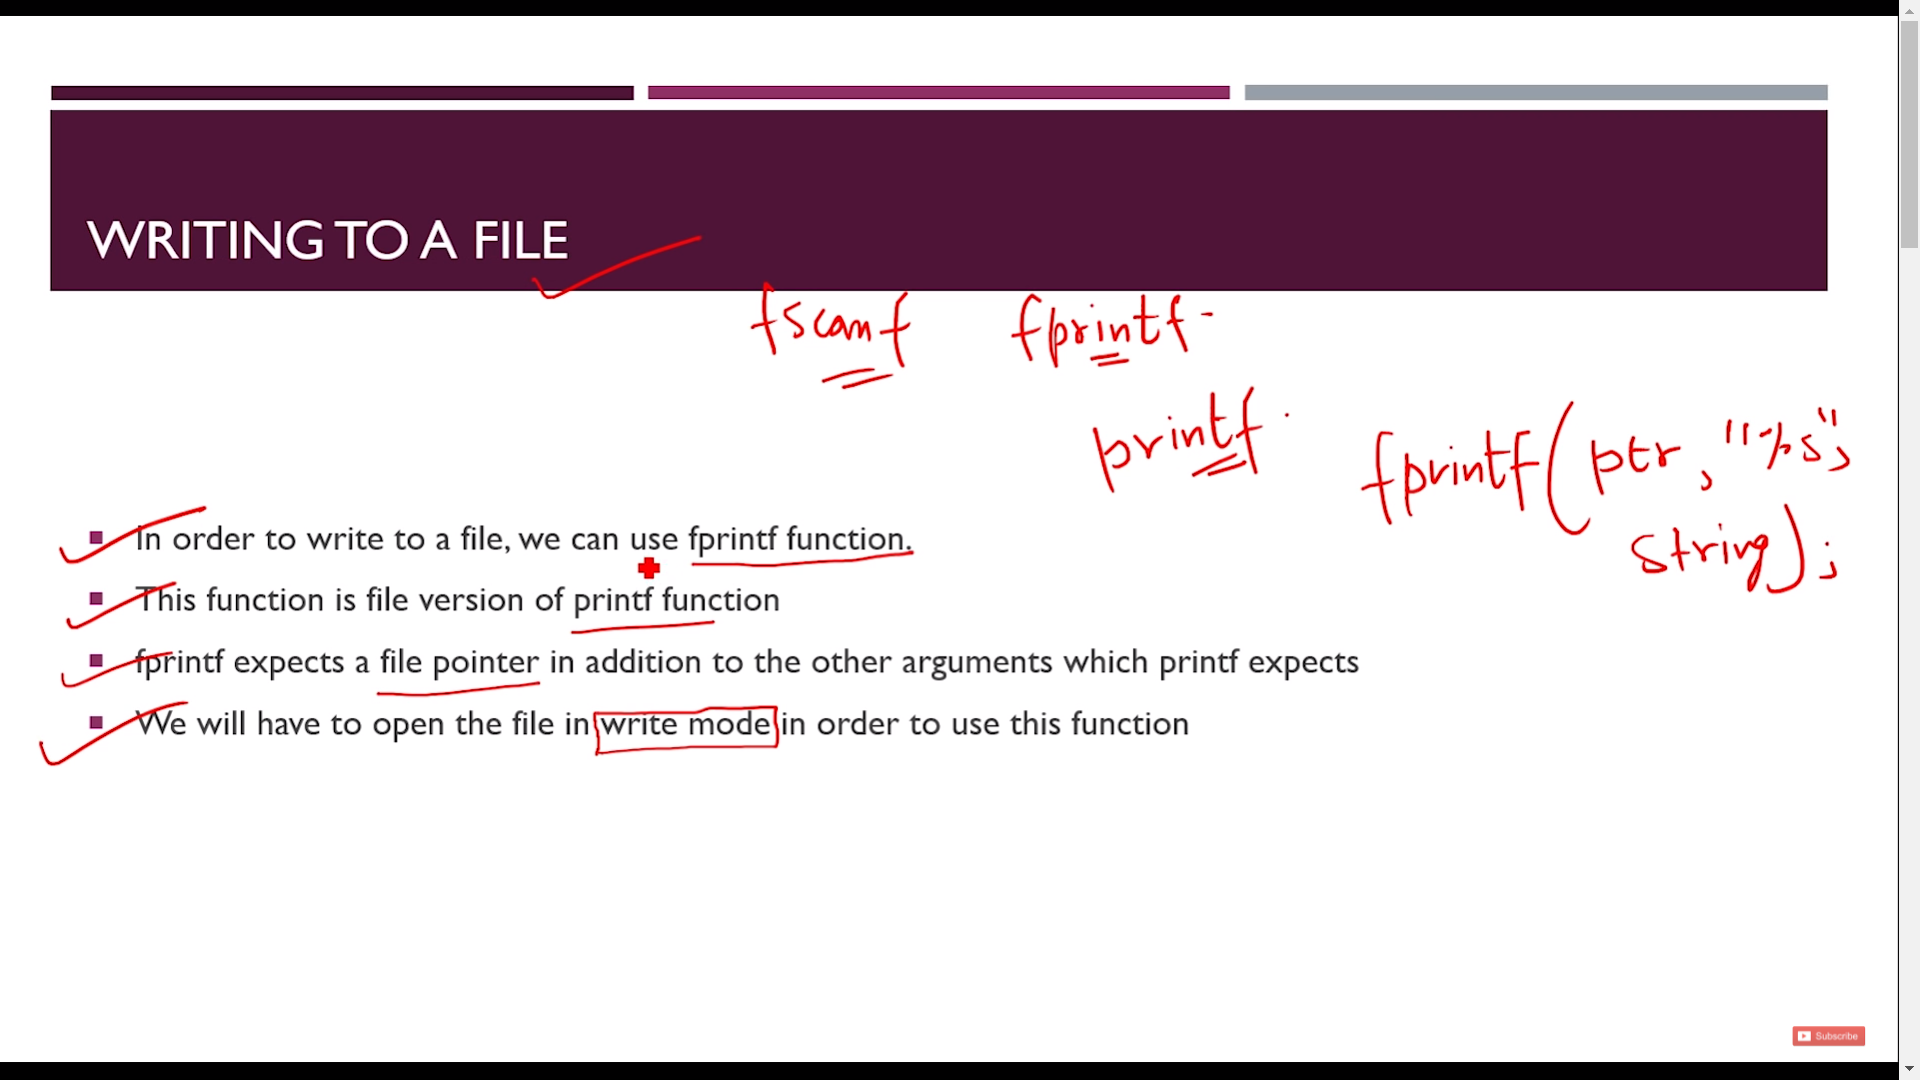 WRITING TO A FILE
fscanf fprintf
printf
fprintf(ptr, "%s",
string);
In order to write to a file, we can use fprintf function.
This function is file version of printf function
fprintf expects a file pointer in addition to the other arguments which printf expects
We will have to open the file in write mode in order to use this function
Subscribe